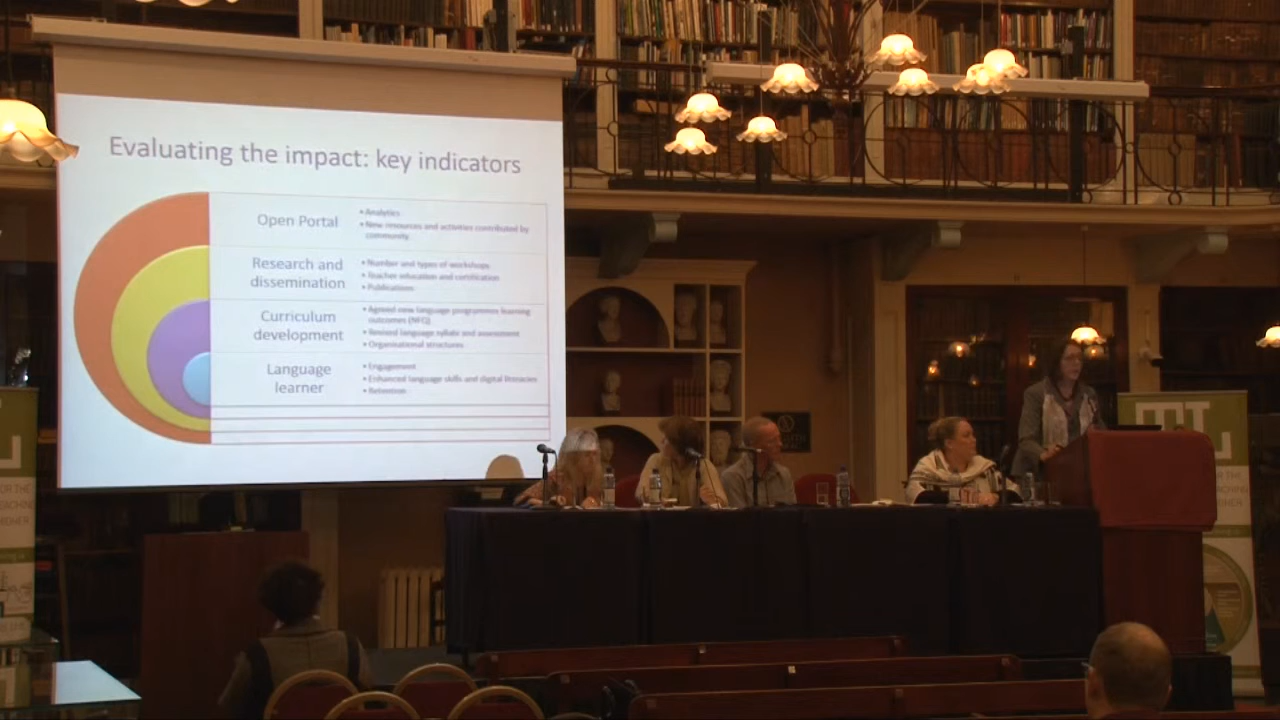 Evaluating the impact: key indicators
Open Portal
• Analytics
• New resources and activities contributed by
community.
Research and
dissemination
• Number and types of workshops.
• Teacher education and certification
• Publications
Curriculum
development
• Agreed new language programmes learning
outcomes (NFQ)
• Revised language syllabi and assessment
• Organisational structures
Language
learner
• Engagement
• Enhanced language skills and digital literacies
• Retention